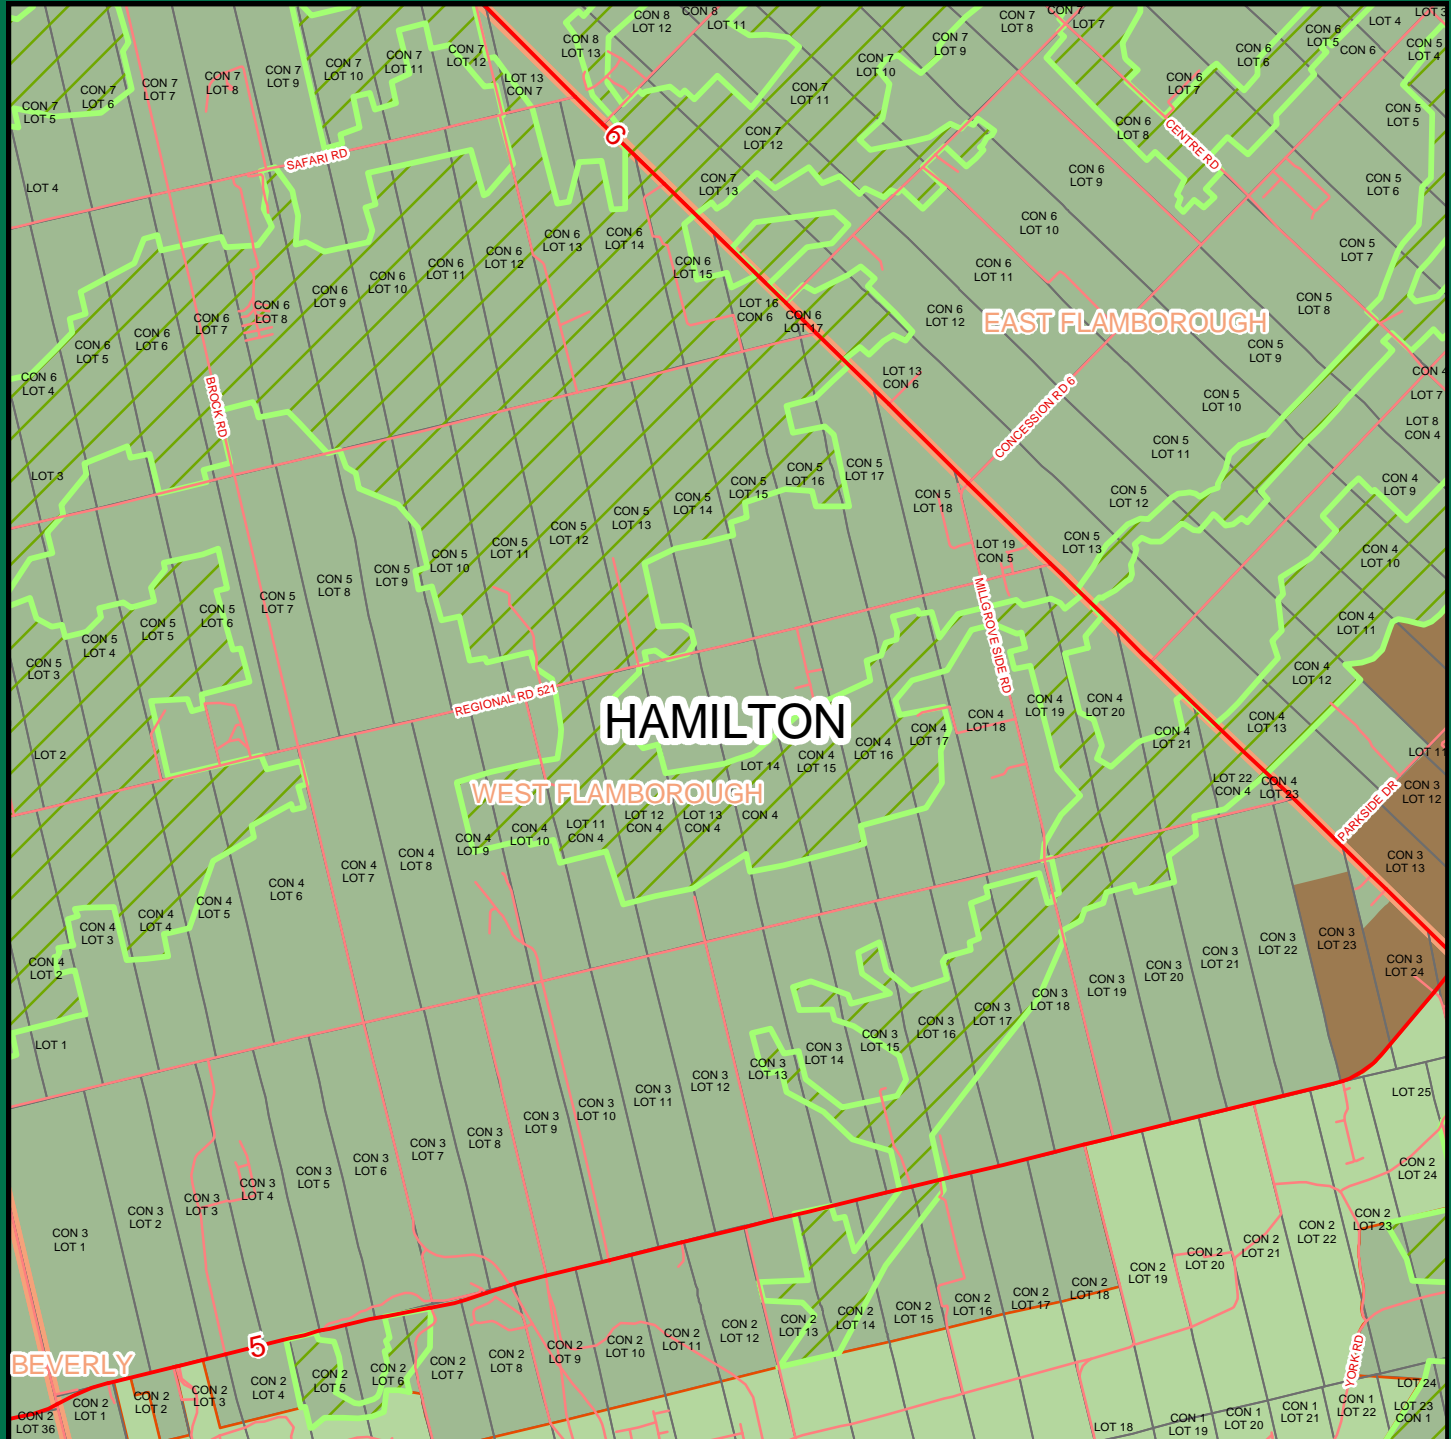 CON 8
LOT 12
CON 8
LOT 11
CON 7
LOT 8
CON 7
LOT 7
LOT 4
LOT 3
CON 7
LOT 12
CON 8
LOT 13
CON 7
LOT 9
CON 6
LOT 5
CON 6
CON 5
LOT 4
CON 7
LOT 11
CON 7
LOT 10
CON 7
LOT 9
CON 7
LOT 8
CON 7
LOT 7
CON 7
LOT 6
CON 7
LOT 5
LOT 13
CON 7
CON 7
LOT 10
CON 7
LOT 11
CON 6
LOT 6
CON 6
LOT 7
CON 5
LOT 5
6
CON 7
LOT 12
CON 6
LOT 8
CENTRE RD
SAFARI RD
LOT 4
CON 7
LOT 13
CON 6
LOT 9
CON 5
LOT 6
CON 6
LOT 10
CON 6
LOT 14
CON 6
LOT 13
CON 6
LOT 12
CON 6
LOT 11
CON 6
LOT 10
CON 6
LOT 9
CON 6
LOT 8
CON 6
LOT 7
CON 6
LOT 6
CON 6
LOT 5
CON 6
LOT 4
CON 6
LOT 15
LOT 16
CON 6
CON 6
LOT 17
CON 6
LOT 11
CON 6
LOT 12
CON 5
LOT 7
CON 5
LOT 8
EAST FLAMBOROUGH
CON 5
LOT 9
LOT 13
CON 6
CON 4
LOT 7
LOT 8
CON 4
CON 5
LOT 10
CONCESSION RD 6
BROCK RD
CON 5
LOT 11
LOT 3
CON 5
LOT 17
CON 5
LOT 16
CON 5
LOT 15
CON 5
LOT 14
CON 5
LOT 13
CON 5
LOT 12
CON 5
LOT 11
CON 5
LOT 10
CON 5
LOT 9
CON 5
LOT 8
CON 5
LOT 7
CON 5
LOT 6
CON 5
LOT 5
CON 5
LOT 4
CON 5
LOT 3
CON 5
LOT 18
CON 5
LOT 12
CON 4
LOT 9
LOT 19
CON 5
CON 5
LOT 13
CON 4
LOT 10
MILLGROVE SIDE RD
CON 4
LOT 11
CON 4
LOT 12
REGIONAL RD 521
HAMILTON
CON 4
LOT 20
CON 4
LOT 19
CON 4
LOT 18
CON 4
LOT 17
CON 4
LOT 16
CON 4
LOT 15
LOT 14
CON 4
LOT 13
CON 4
LOT 21
LOT 11
LOT 2
WEST FLAMBOROUGH
LOT 22
CON 4
CON 4
LOT 23
CON 3
LOT 12
PARKSIDE DR
CON 4
LOT 13
CON 4
LOT 12
CON 4
LOT 11
CON 4
CON 4
LOT 10
CON 4
LOT 9
CON 4
LOT 8
CON 4
LOT 7
CON 4
LOT 6
CON 4
LOT 5
CON 4
LOT 4
CON 4
LOT 3
CON 4
LOT 2
CON 3
LOT 13
CON 3
LOT 24
CON 3
LOT 23
CON 3
LOT 22
CON 3
LOT 21
CON 3
LOT 20
CON 3
LOT 19
CON 3
LOT 18
CON 3
LOT 17
CON 3
LOT 16
CON 3
LOT 15
CON 3
LOT 14
CON 3
LOT 13
CON 3
LOT 12
CON 3
LOT 11
CON 3
LOT 10
CON 3
LOT 9
CON 3
LOT 8
CON 3
LOT 7
CON 3
LOT 6
CON 3
LOT 5
CON 3
LOT 4
CON 3
LOT 3
CON 3
LOT 2
CON 3
LOT 1
LOT 1
LOT 25
CON 2
LOT 24
CON 2
LOT 23
CON 2
LOT 22
CON 2
LOT 21
CON 2
LOT 20
CON 2
LOT 19
CON 2
LOT 18
CON 2
LOT 17
CON 2
LOT 16
CON 2
LOT 15
CON 2
LOT 14
CON 2
LOT 13
CON 2
LOT 12
CON 2
LOT 11
CON 2
LOT 10
CON 2
LOT 9
CON 2
LOT 8
CON 2
LOT 7
CON 2
LOT 6
CON 2
LOT 5
CON 2
LOT 4
CON 2
LOT 3
CON 2
LOT 2
CON 2
LOT 1
CON 2
LOT 36
5
BEVERLY
YORK RD
LOT 24
LOT 23
CON 1
CON 1
LOT 22
CON 1
LOT 21
CON 1
LOT 20
CON 1
LOT 19
LOT 18